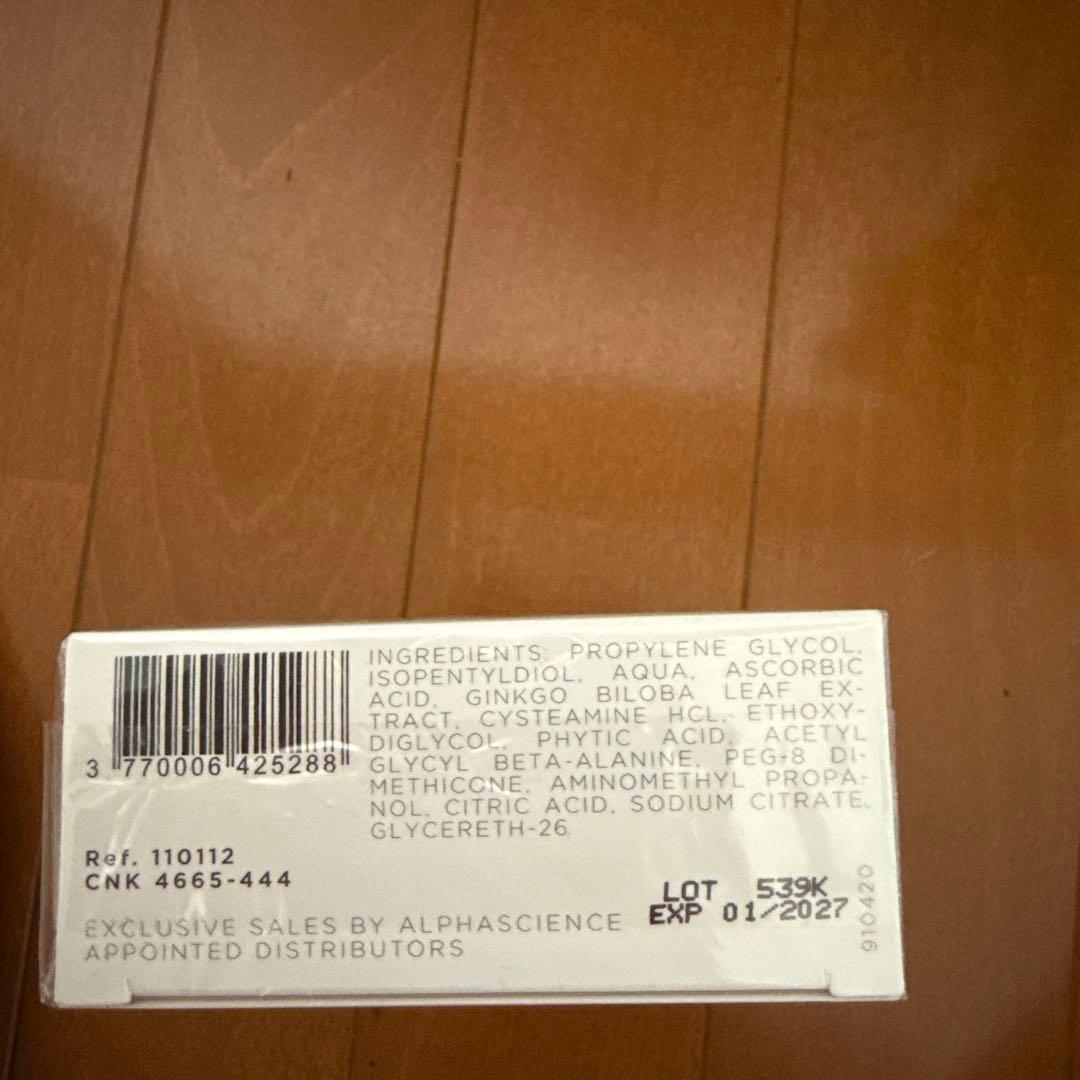 INGREDIENTS: PROPYLENE GLYCOL,
ISOPENTYLDIOL, AQUA, ASCORBIC
ACID, GINKGO BILOBA LEAF EX-
TRACT, CYSTEAMINE HCL, ETHOXY-
DIGLYCOL, PHYTIC ACID, ACETYL
GLYCYL BETA-ALANINE, PEG-8 DI-
METHICONE, AMINOMETHYL PROPA-
NOL, CITRIC ACID, SODIUM CITRATE,
GLYCERETH-26.
3 770006 425288
Ref. 110112
CNK 4665-444
EXCLUSIVE SALES BY ALPHASCIENCE
APPOINTED DISTRIBUTORS
LOT 539K
EXP 01/2027
910420